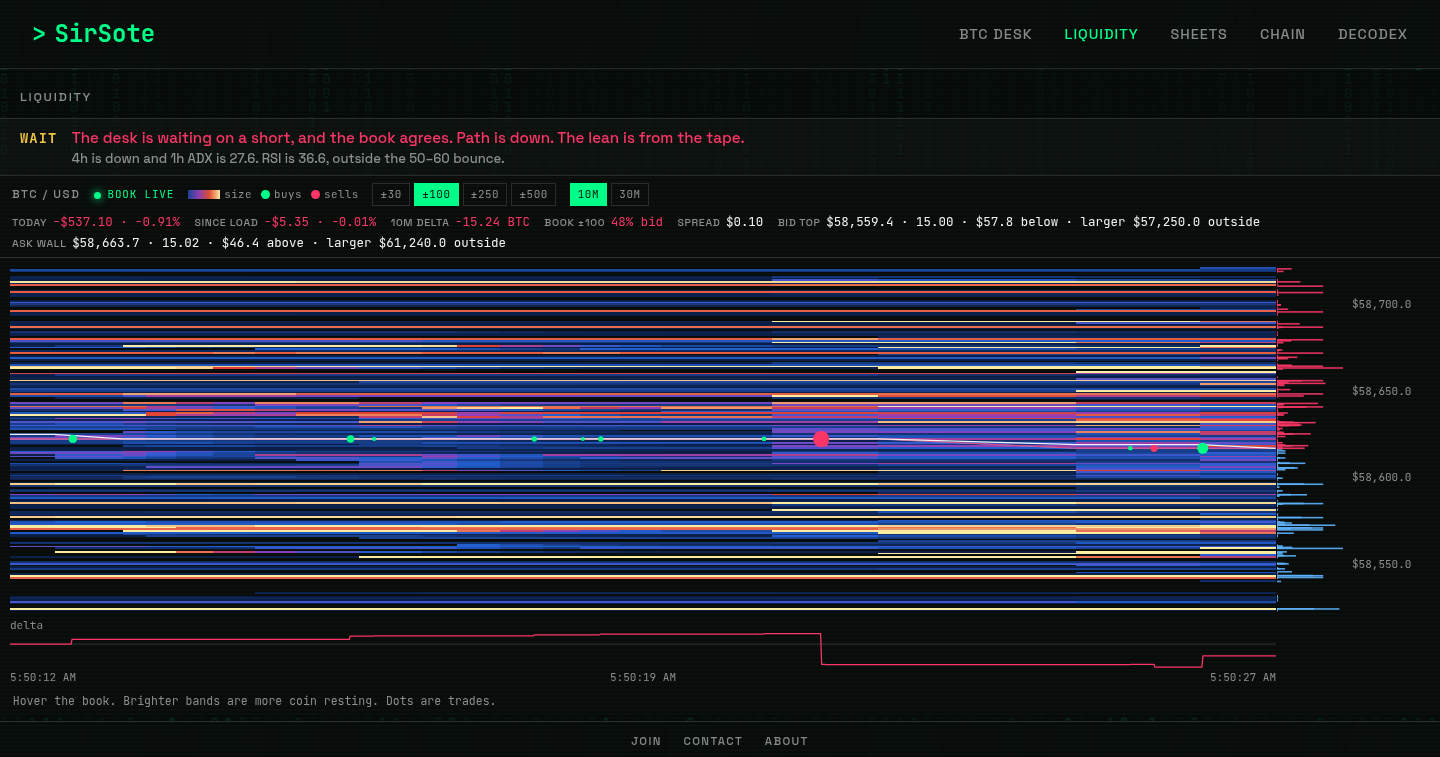 > SirSote
BTC DESK LIQUIDITY SHEETS CHAIN DECODEX
LIQUIDITY
WAIT The desk is waiting on a short, and the book agrees. Path is down. The lean is from the tape.
4h is down and 1h ADX is 27.6. RSI is 36.6, outside the 50–60 bounce.
BTC / USD BOOK LIVE size buys sells ±30 ±100 ±250 ±500 10M 30M
TODAY -$537.10 · -0.91% SINCE LOAD -$5.35 · -0.01% 10M DELTA -15.24 BTC BOOK ±100 48% bid SPREAD $0.10 BID TOP $58,559.4 · 15.00 · $57.8 below · larger $57,250.0 outside
ASK WALL $58,663.7 · 15.02 · $46.4 above · larger $61,240.0 outside
$58,700.0
$58,650.0
$58,600.0
$58,550.0
delta
5:50:12 AM 5:50:19 AM 5:50:27 AM
Hover the book. Brighter bands are more coin resting. Dots are trades.
JOIN CONTACT ABOUT